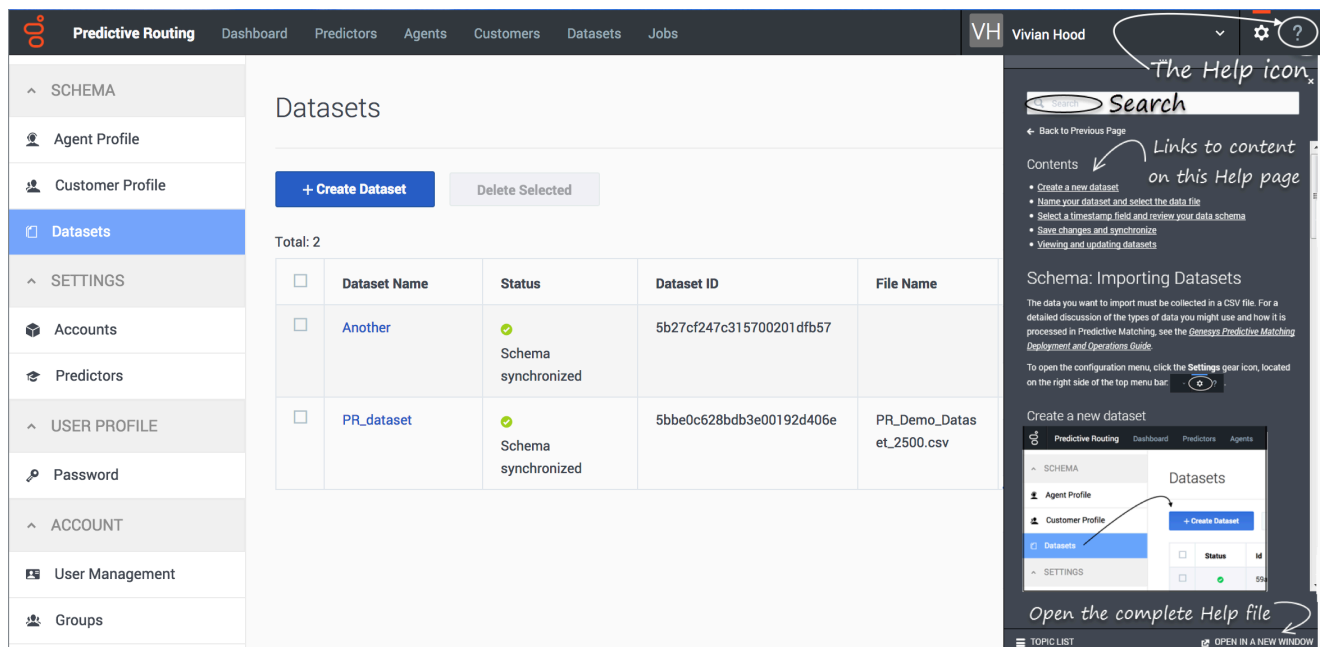 Predictive Routing
Dashboard
Predictors
Agents
Customers
Datasets
Jobs
VH
Vivian Hood
?
The Help icon
SCHEMA
Agent Profile
Customer Profile
Datasets
SETTINGS
Accounts
Predictors
USER PROFILE
Password
ACCOUNT
User Management
Groups
Datasets
+ Create Dataset
Delete Selected
Total: 2
Dataset Name
Status
Dataset ID
File Name
Another
Schema
synchronized
5b27cf247c315700201dfb57
PR_dataset
Schema
synchronized
5bbe0c628bdb3e00192d406e
PR_Demo_Datas
et_2500.csv
Search
Search
Back to Previous Page
Links to content
on this Help page
Contents
Create a new dataset
Name your dataset and select the data file
Select a timestamp field and review your data schema
Save changes and synchronize
Viewing and updating datasets
Schema: Importing Datasets
The data you want to import must be collected in a CSV file. For a
detailed discussion of the types of data you might use and how it is
processed in Predictive Matching, see the Genesys Predictive Matching
Deployment and Operations Guide.
To open the configuration menu, click the Settings gear icon, located
on the right side of the top menu bar: ?.
Create a new dataset
Predictive Routing
Dashboard
Predictors
Agents
SCHEMA
Agent Profile
Customer Profile
Datasets
SETTINGS
Datasets
+ Create Dataset
Status
Id
59a
Open the complete Help file
TOPIC LIST
OPEN IN A NEW WINDOW